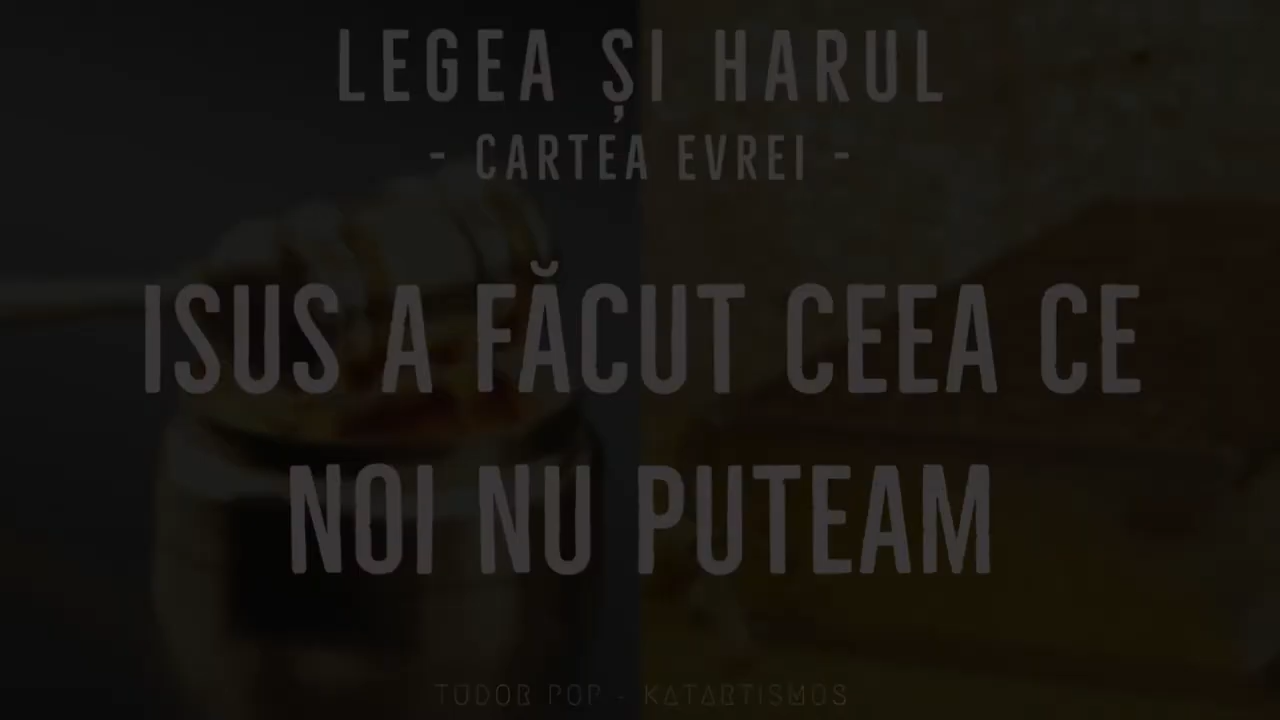 LEGEA ȘI HARUL
- CARTEA EVREI -
ISUS A FĂCUT CEEA CE
NOI NU PUTEAM
TUDOR POP - KATARTISMOS